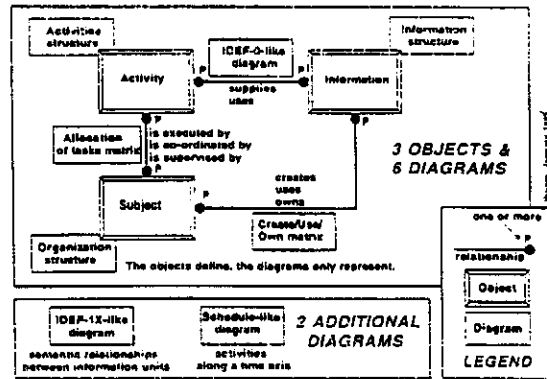 Activities
structure
IDEF-0-like
diagram
Information
structure
Activity
P
P
Information
supplies
uses
P
P
Allocation
of tasks matrix
is executed by
is co-ordinated by
is supervised by
3 OBJECTS &
6 DIAGRAMS
P
Subject
P
creates
uses
owns
Create/Use/
Own matrix
Organization
structure
The objects define, the diagrams only represent.
one or more
P
relationship
Object
Diagram
LEGEND
IDEF-1X-like
diagram
Schedule-like
diagram
2 ADDITIONAL
DIAGRAMS
semantic relationships
between information units
activities
along a time axis